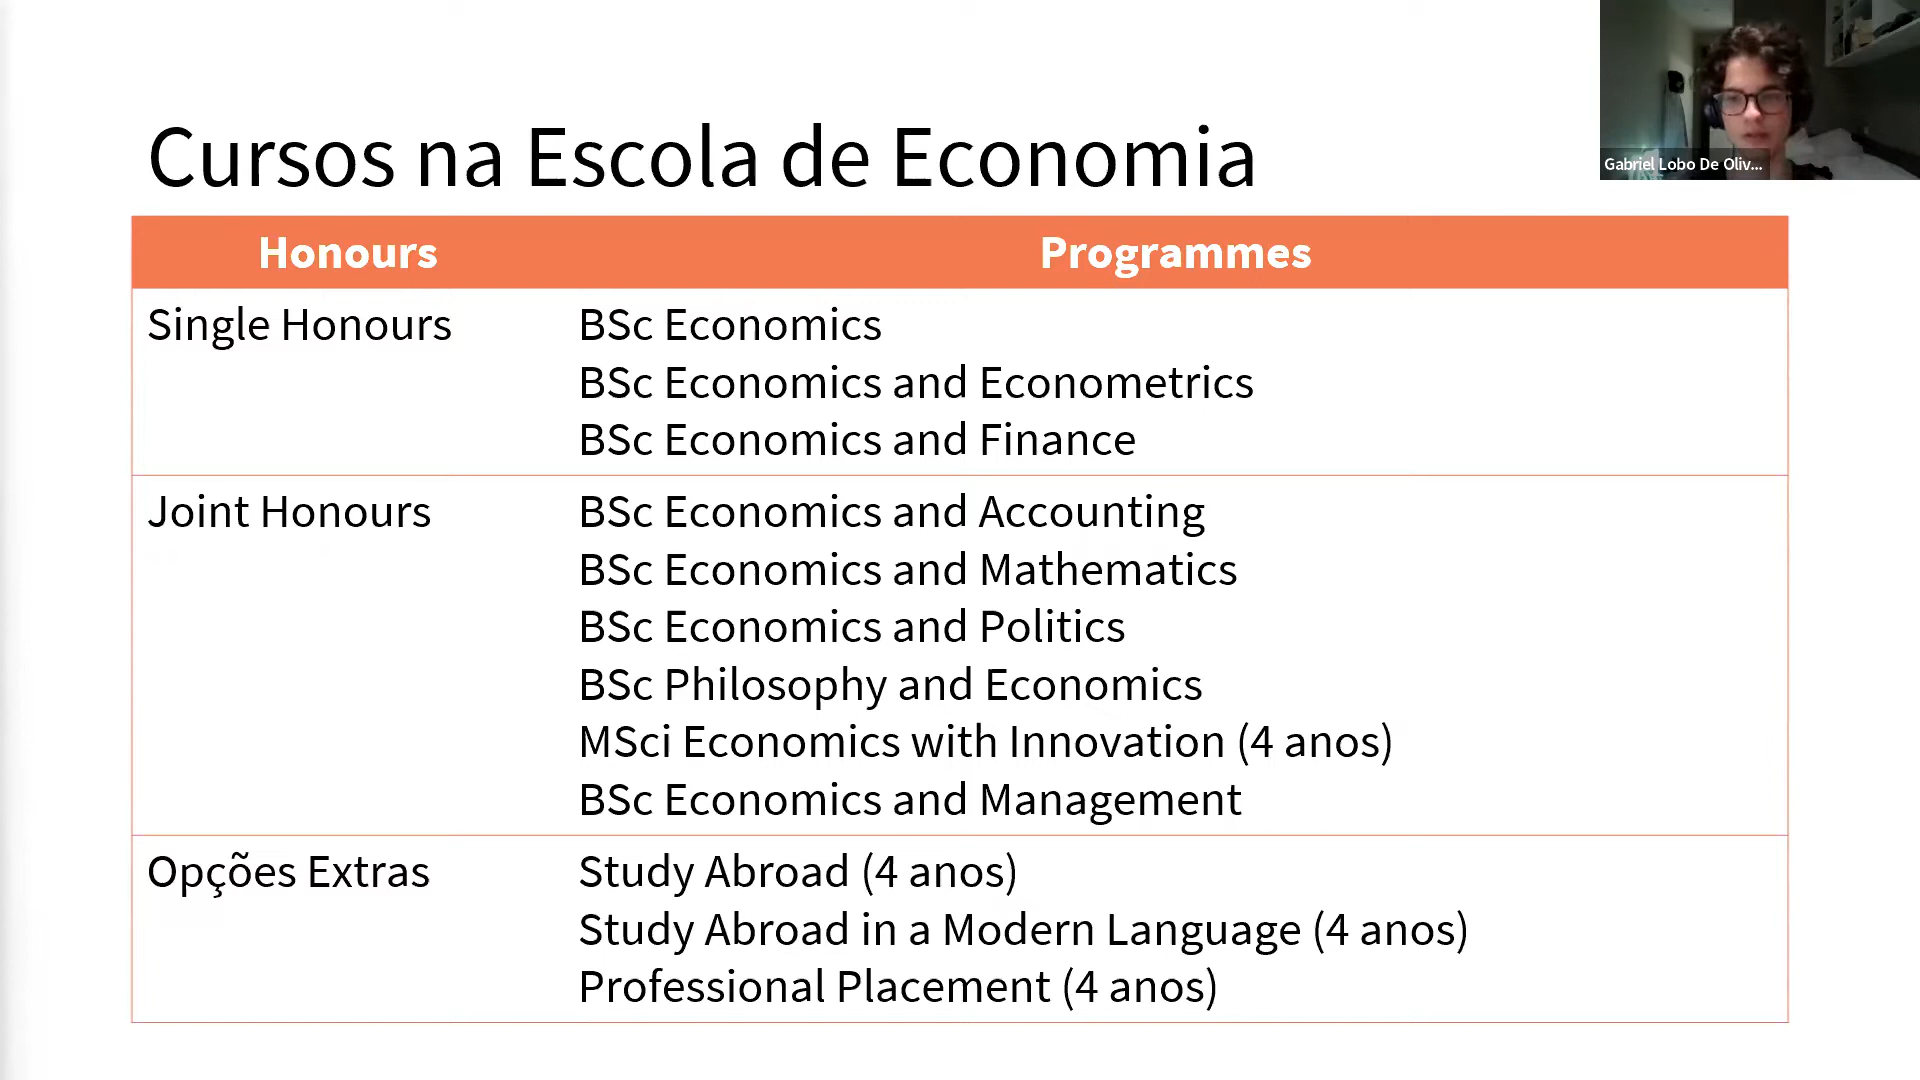 Cursos na Escola de Economia
Gabriel Lobo De Oliv...
Honours Programmes
Single Honours BSc Economics
BSc Economics and Econometrics
BSc Economics and Finance
Joint Honours BSc Economics and Accounting
BSc Economics and Mathematics
BSc Economics and Politics
BSc Philosophy and Economics
MSci Economics with Innovation (4 anos)
BSc Economics and Management
Opções Extras Study Abroad (4 anos)
Study Abroad in a Modern Language (4 anos)
Professional Placement (4 anos)